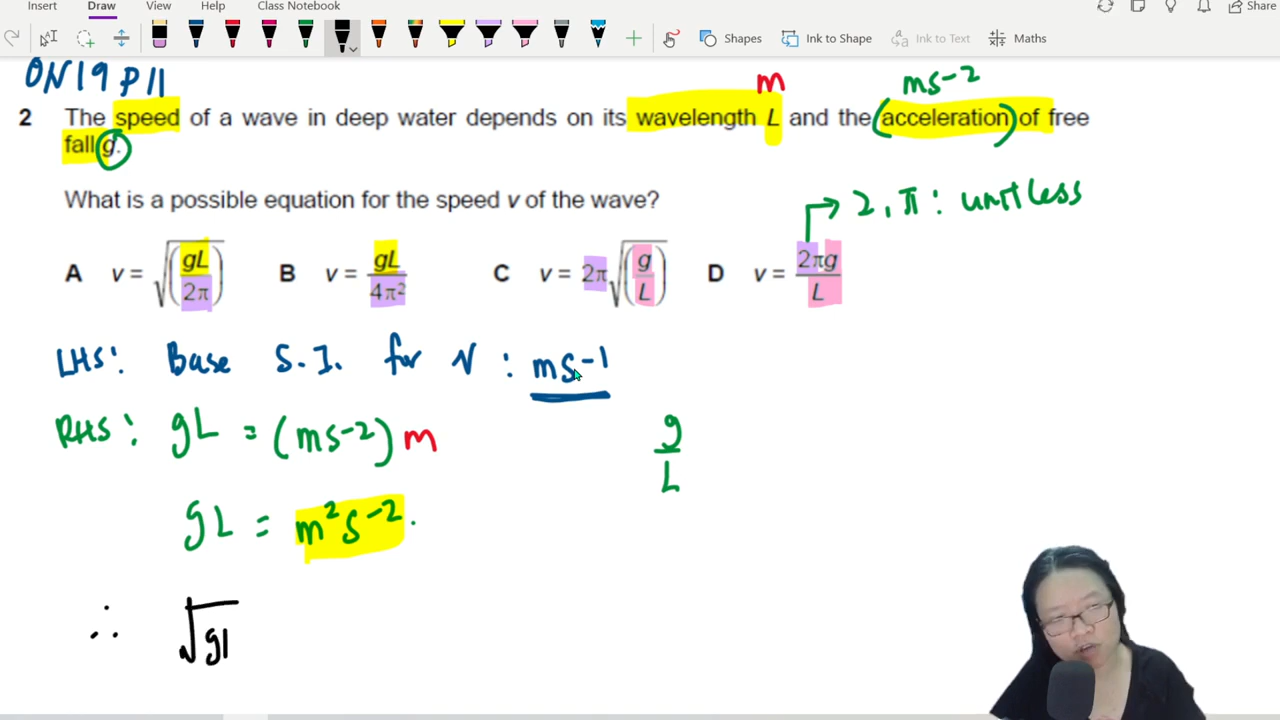 Insert Draw View Help Class Notebook Share
Shapes Ink to Shape Ink to Text Maths
ON19 P11
m
ms-2
2 The speed of a wave in deep water depends on its wavelength L and the acceleration of free
fall g.
What is a possible equation for the speed v of the wave?
2, π : unitless
A v = √(gL/2π) B v = gL/4π² C v = 2π√(g/L) D v = 2πg/L
LHS: Base S.I. for v : ms-1
RHS: gL = (ms-2) m
g/L
gL = m²s-2.
∴ √gl